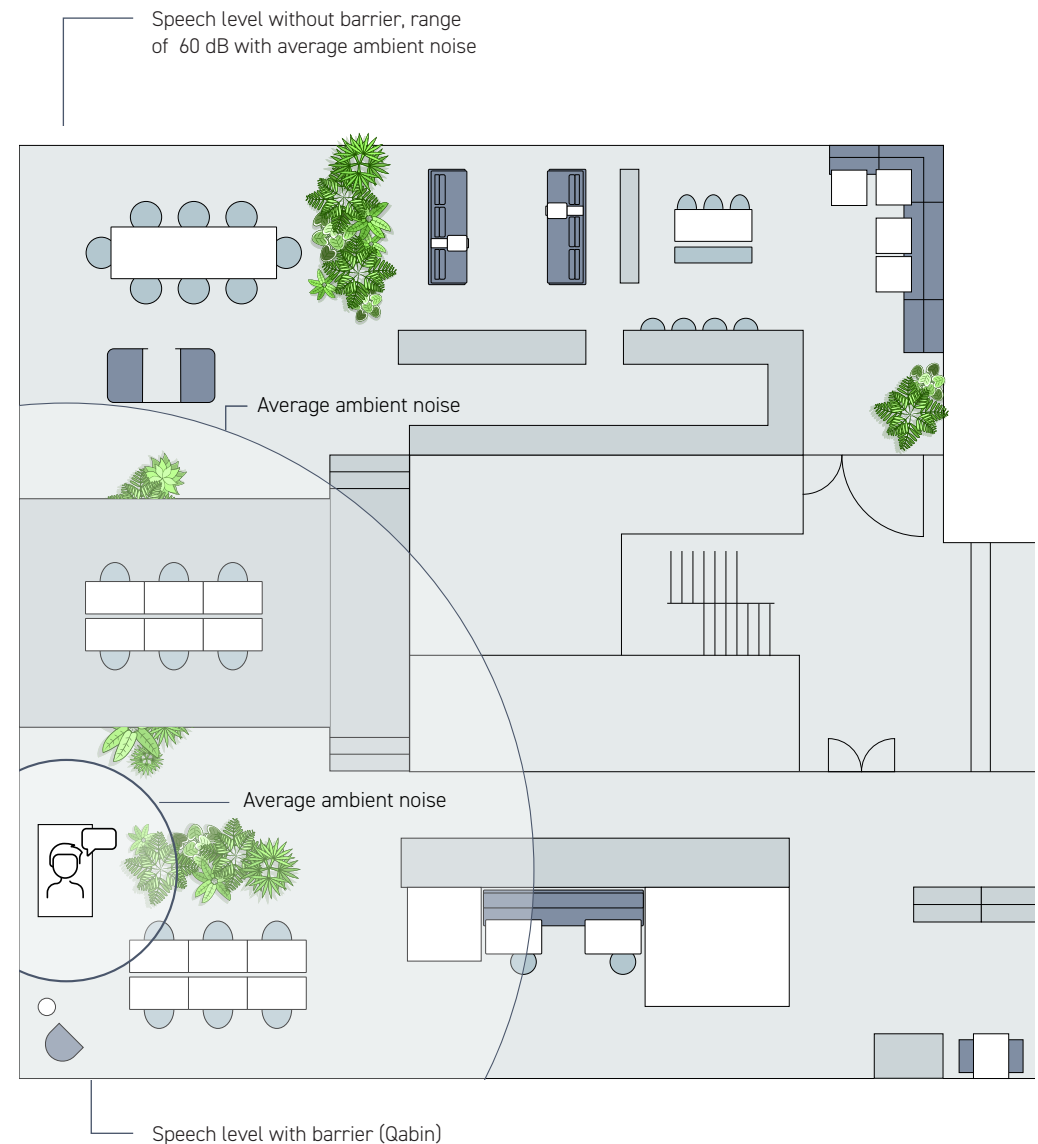 Speech level without barrier, range
of 60 dB with average ambient noise
Average ambient noise
Average ambient noise
Speech level with barrier (Qabin)